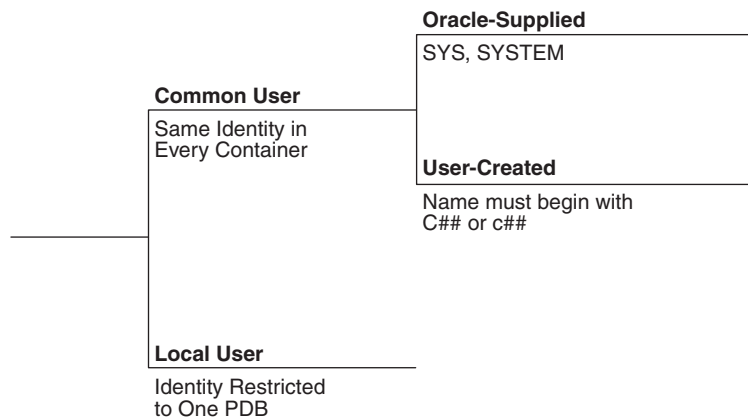 Oracle-Supplied
SYS, SYSTEM
Common User
Same Identity in
Every Container
User-Created
Name must begin with
C## or c##
Local User
Identity Restricted
to One PDB